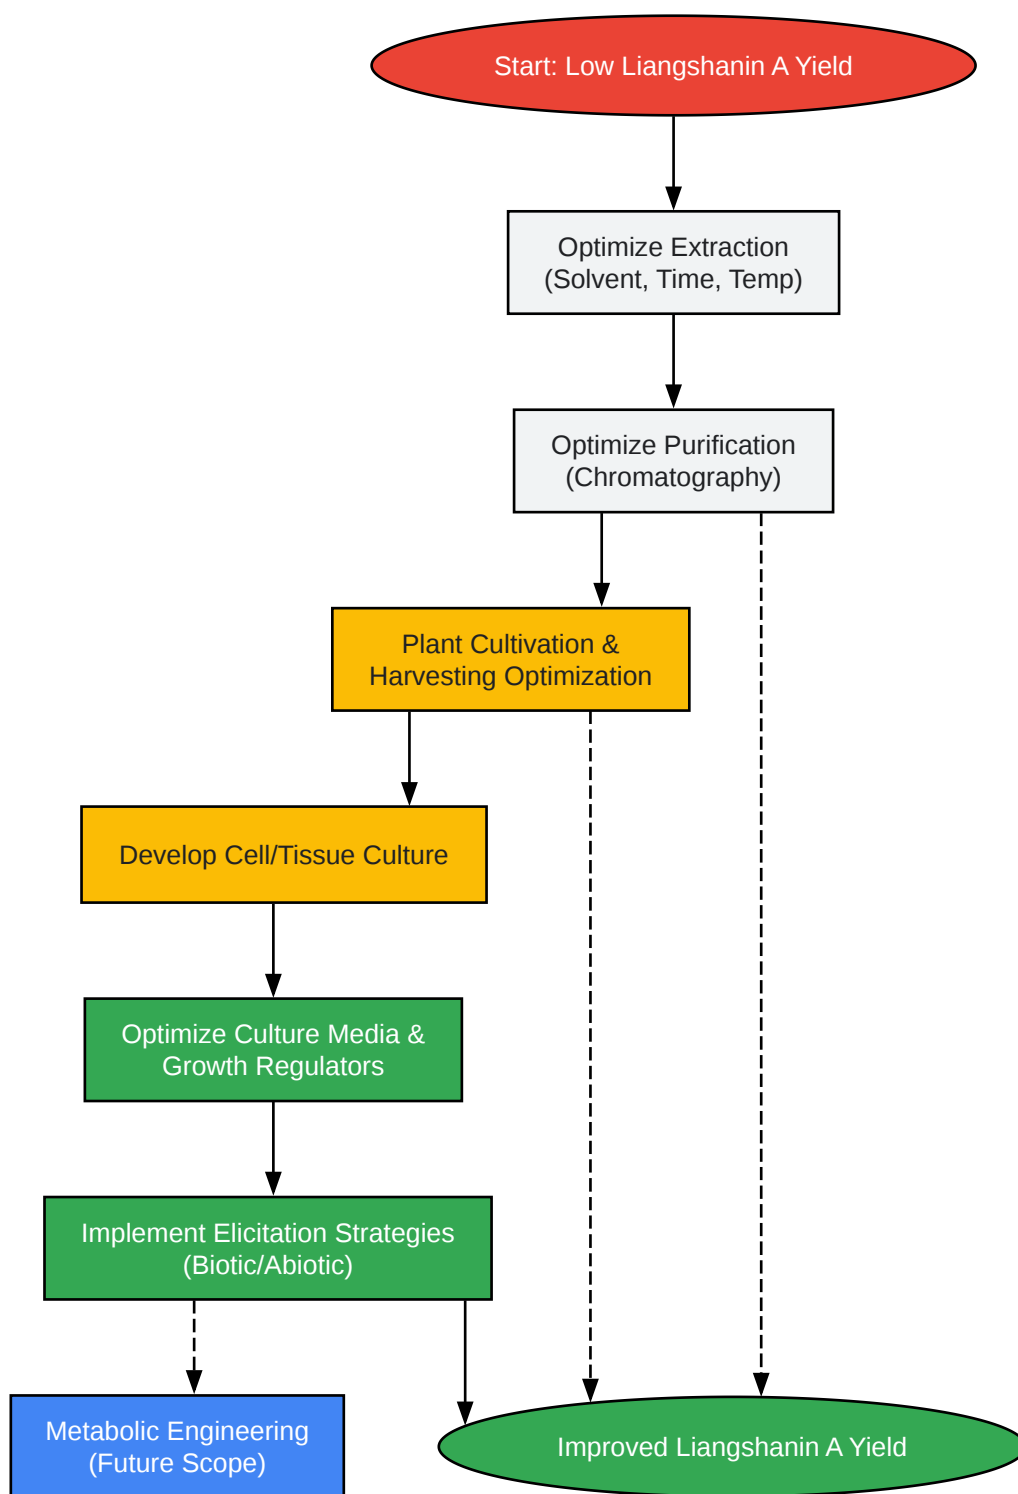 Start: Low Liangshanin A Yield
Optimize Extraction
(Solvent, Time, Temp)
Optimize Purification
(Chromatography)
Plant Cultivation &
Harvesting Optimization
Develop Cell/Tissue Culture
Optimize Culture Media &
Growth Regulators
Implement Elicitation Strategies
(Biotic/Abiotic)
Metabolic Engineering
(Future Scope)
Improved Liangshanin A Yield